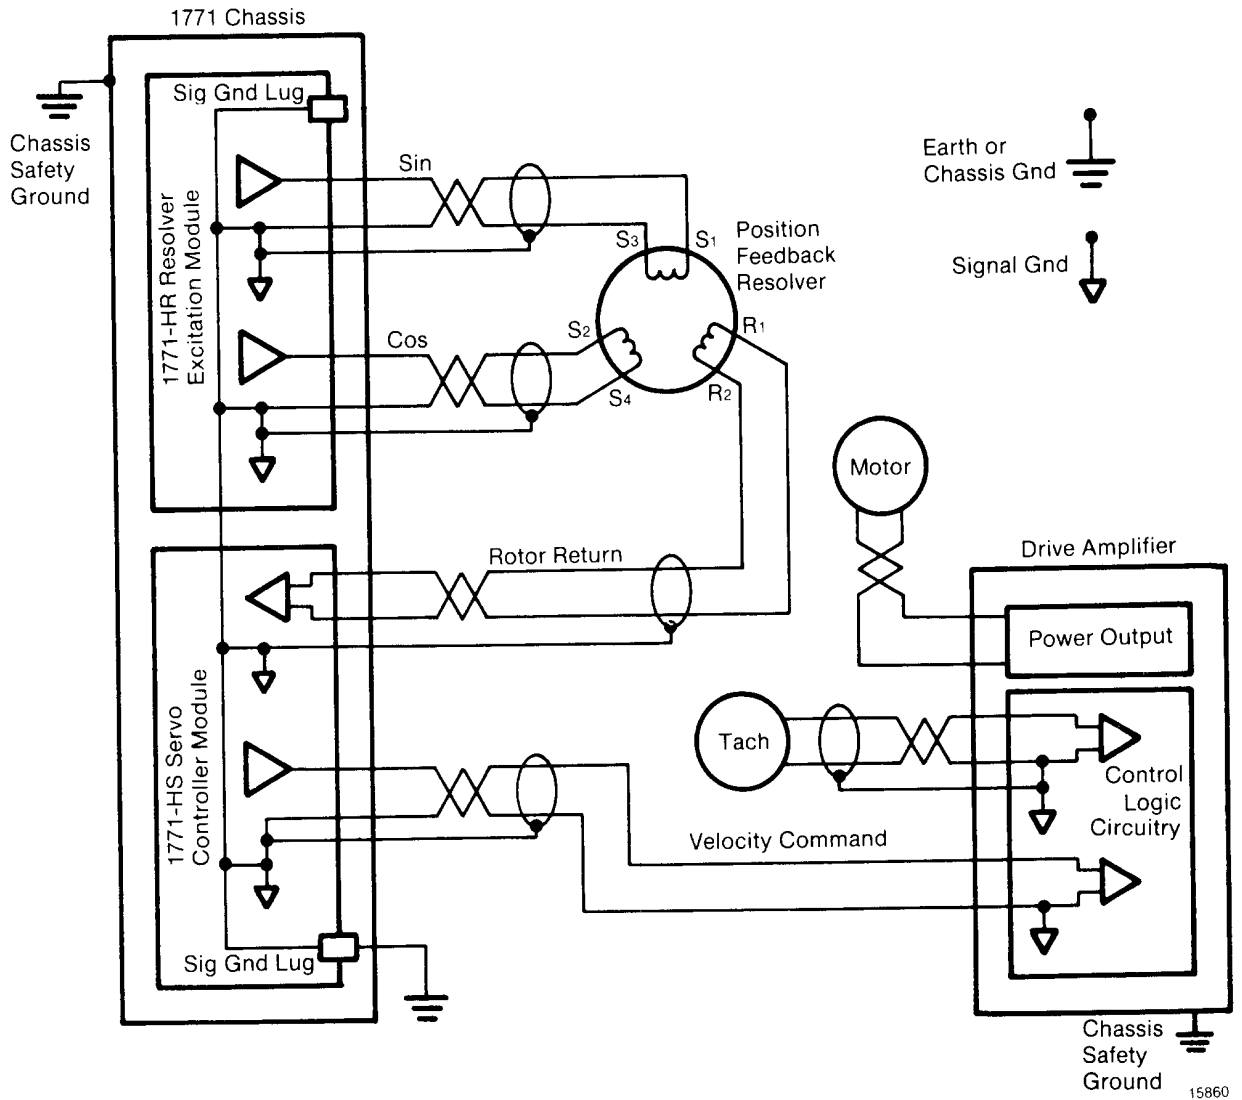 1771 Chassis
Sig Gnd Lug
Chassis
Safety
Ground
1771-HR Resolver
Excitation Module
Sin
Cos
S3
S1
S2
S4
R1
R2
Position
Feedback
Resolver
Earth or
Chassis Gnd
Signal Gnd
Motor
Drive Amplifier
Power Output
Rotor Return
1771-HS Servo
Controller Module
Tach
Control
Logic
Circuitry
Velocity Command
Sig Gnd Lug
Chassis
Safety
Ground
15860